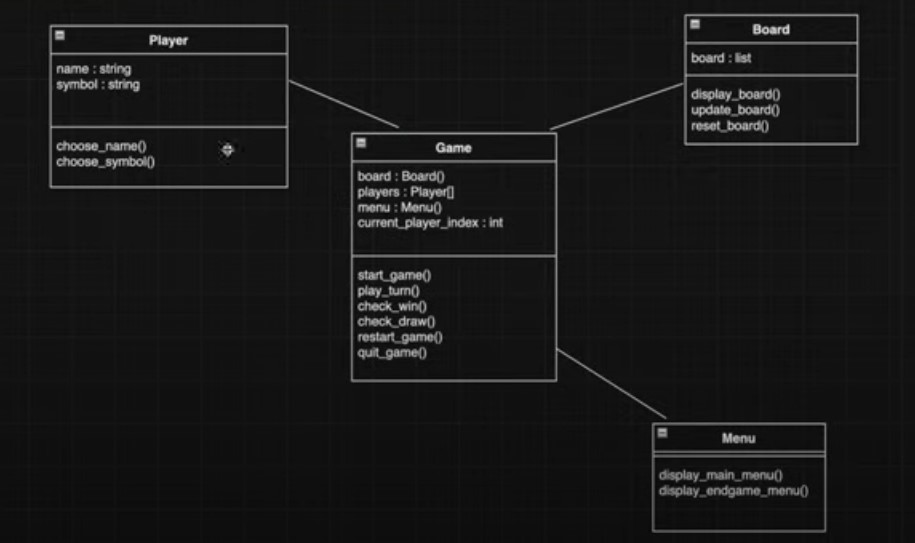 Player
name : string
symbol : string
choose_name()
choose_symbol()
Board
board : list
display_board()
update_board()
reset_board()
Game
board : Board()
players : Player[]
menu : Menu()
current_player_index : int
start_game()
play_turn()
check_win()
check_draw()
restart_game()
quit_game()
Menu
display_main_menu()
display_endgame_menu()